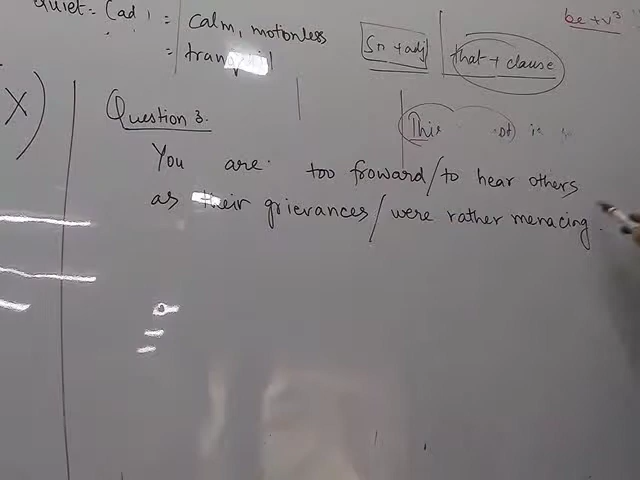 quiet = (adj) = calm, motionless
= tranquil
So + adj
that + clause
be + v³
X)
Question 3.
This
is
You are too froward / to hear others
as their grievances / were rather menacing.